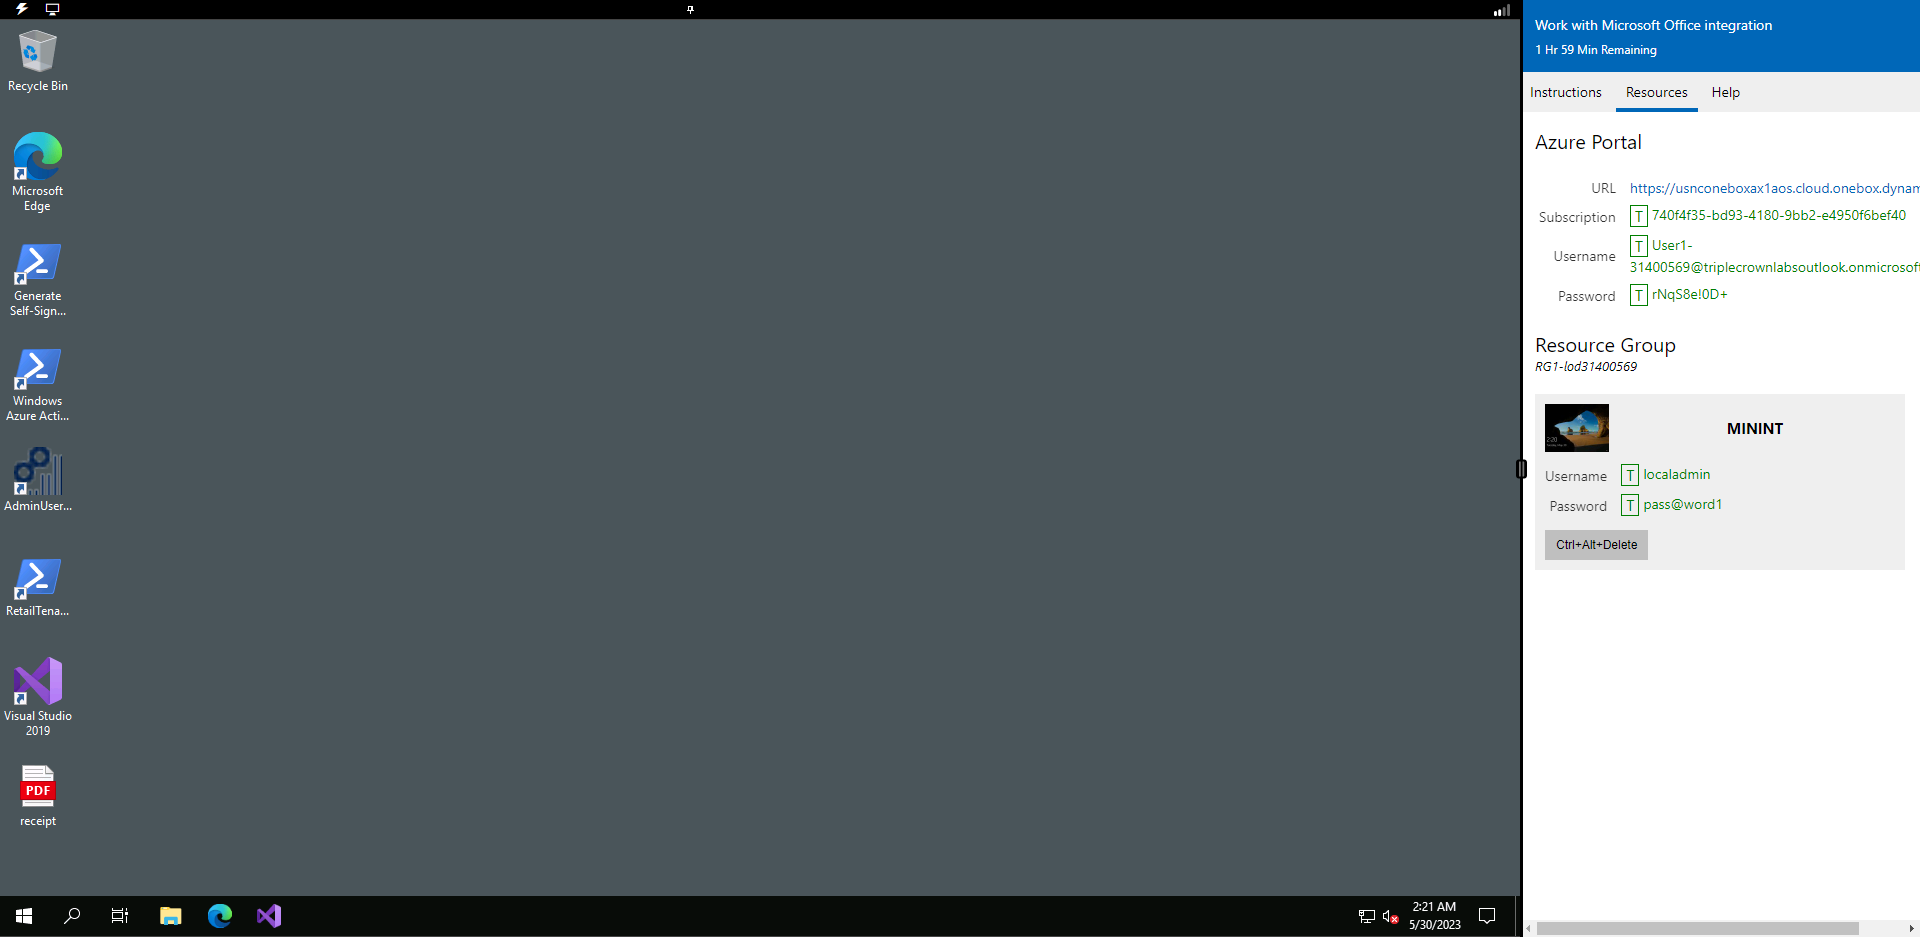 Work with Microsoft Office integration
1 Hr 59 Min Remaining
Instructions
Resources
Help
Azure Portal
URL
https://usnconeboxax1aos.cloud.onebox.dynam
Subscription
T 740f4f35-bd93-4180-9bb2-e4950f6bef40
Username
T User1-
31400569@triplecrownlabsoutlook.onmicrosoft
Password
T rNqS8e!0D+
Resource Group
RG1-lod31400569
MININT
Username
T localadmin
Password
T pass@word1
Ctrl+Alt+Delete
Recycle Bin
Microsoft
Edge
Generate
Self-Sign...
Windows
Azure Acti...
AdminUser...
RetailTena...
Visual Studio
2019
PDF
receipt
2:21 AM
5/30/2023